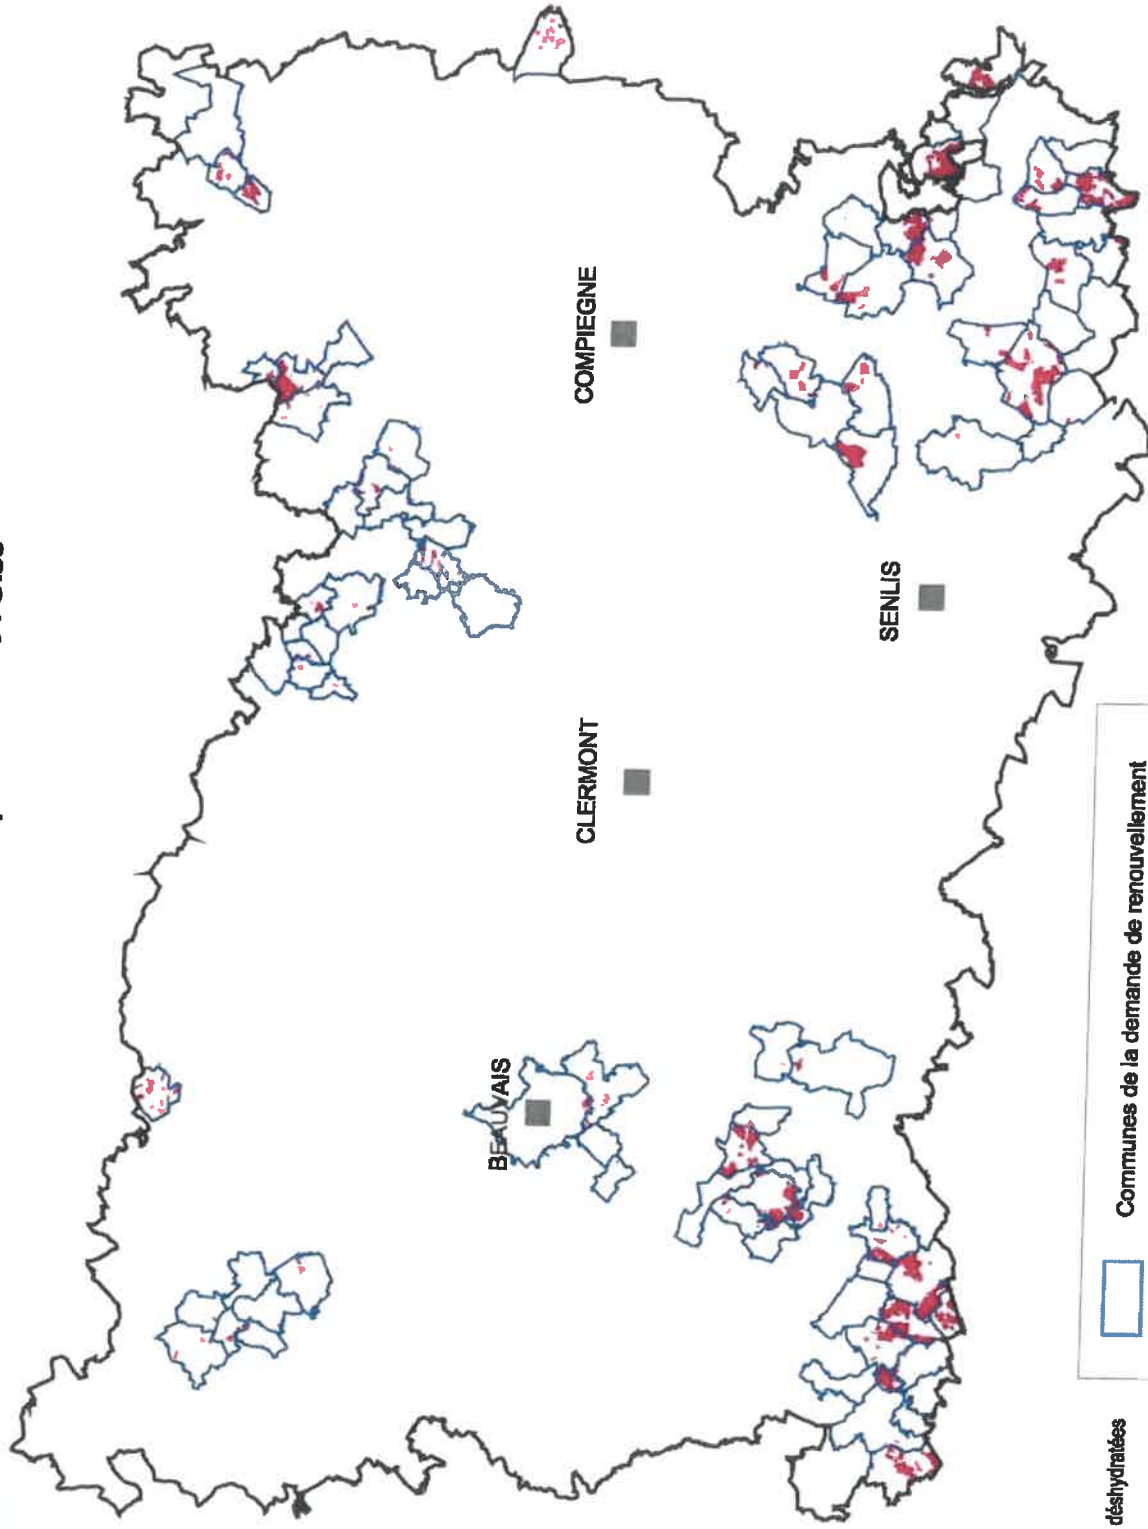 COMPIEGNE
BEAUVAIS
CLERMONT
SENLIS
déshydratées
Communes de la demande de renouvellement